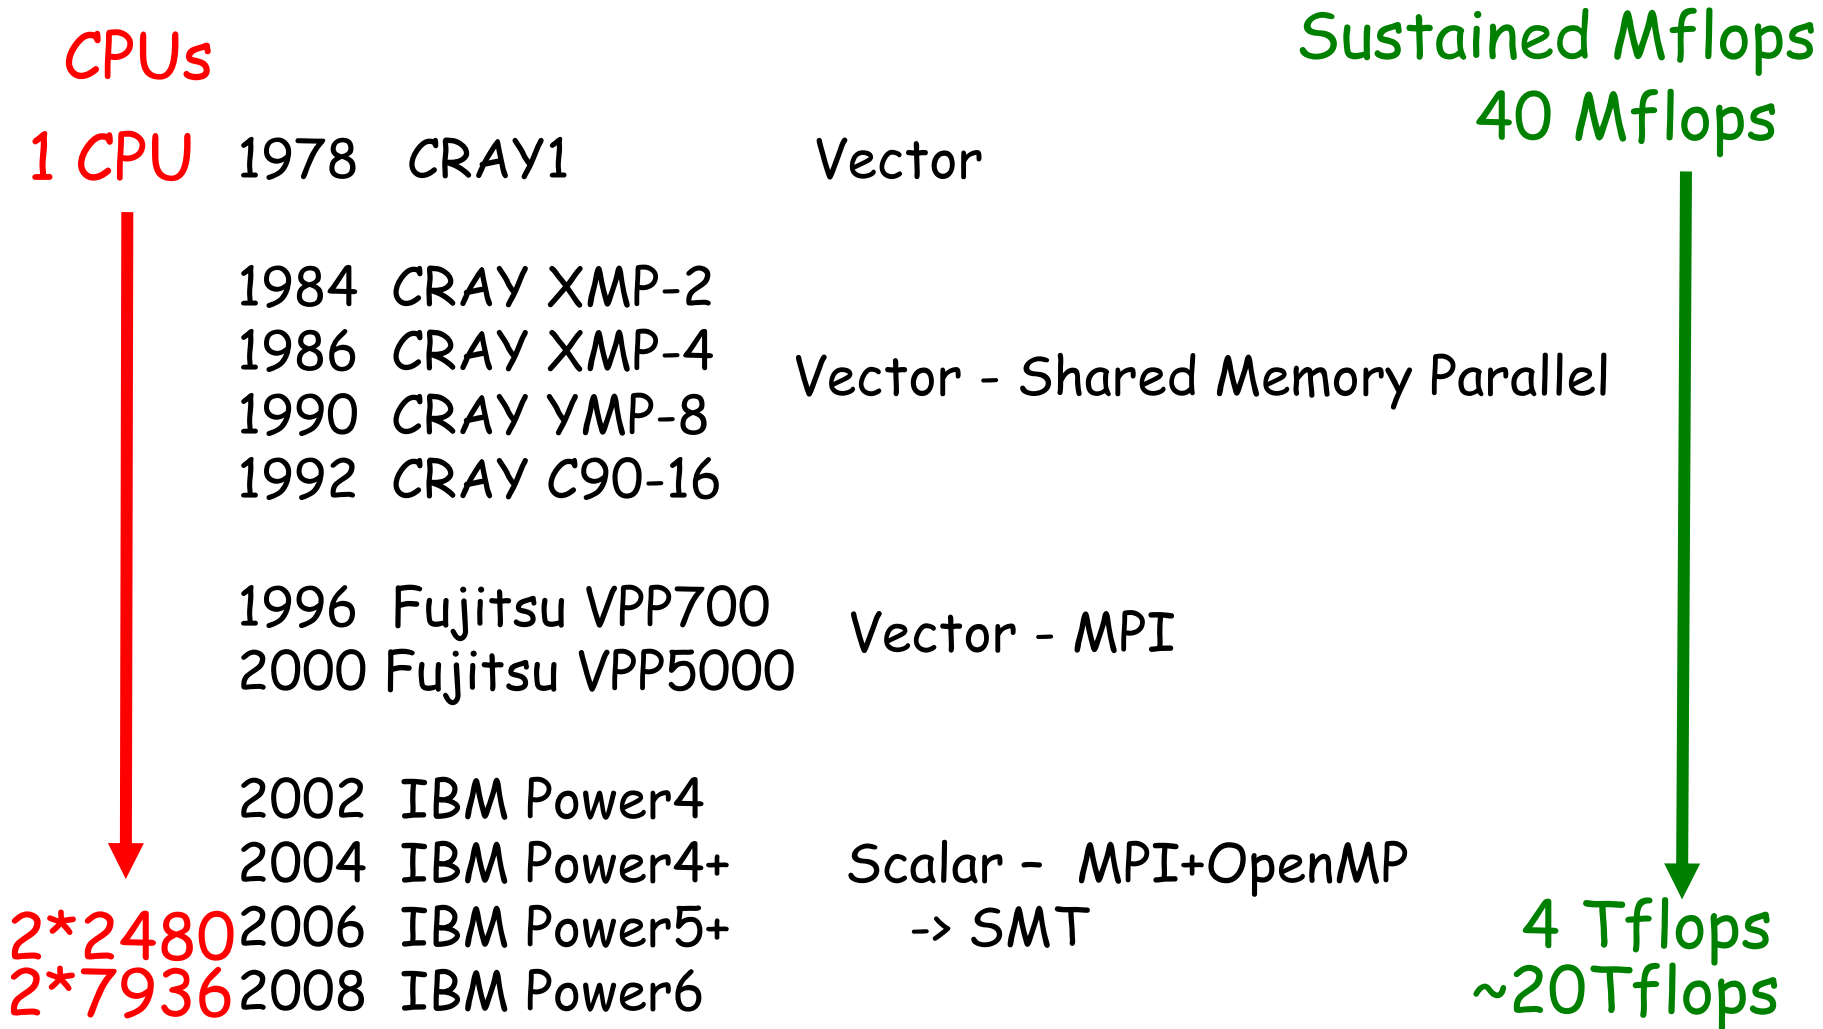 CPUs Sustained Mflops
40 Mflops
1 CPU 1978 CRAY1 Vector
1984 CRAY XMP-2
1986 CRAY XMP-4
Vector - Shared Memory Parallel
1990 CRAY YMP-8
1992 CRAY C90-16
1996 Fujitsu VPP700
Vector - MPI
2000 Fujitsu VPP5000
2002 IBM Power4
2004 IBM Power4+ Scalar – MPI+OpenMP
2*2480 2006 IBM Power5+ -> SMT 4 Tflops
2*7936 2008 IBM Power6 ~20Tflops